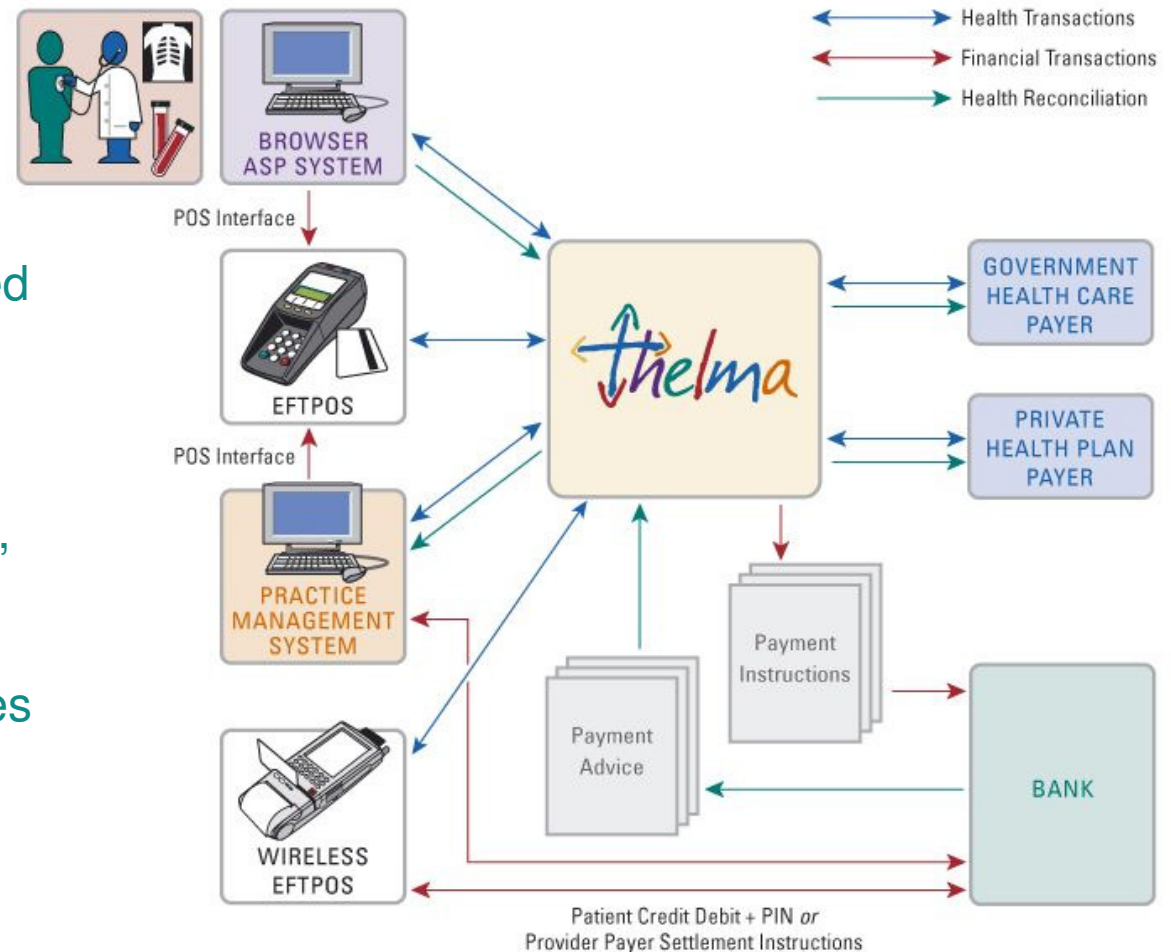 Health Transactions
Financial Transactions
Health Reconciliation
BROWSER
ASP SYSTEM
POS Interface
ed
EFTPOS
thelma
GOVERNMENT
HEALTH CARE
PAYER
POS Interface
PRIVATE
HEALTH PLAN
PAYER
,
PRACTICE
MANAGEMENT
SYSTEM
es
Payment
Instructions
Payment
Advice
BANK
WIRELESS
EFTPOS
Patient Credit Debit + PIN or
Provider Payer Settlement Instructions